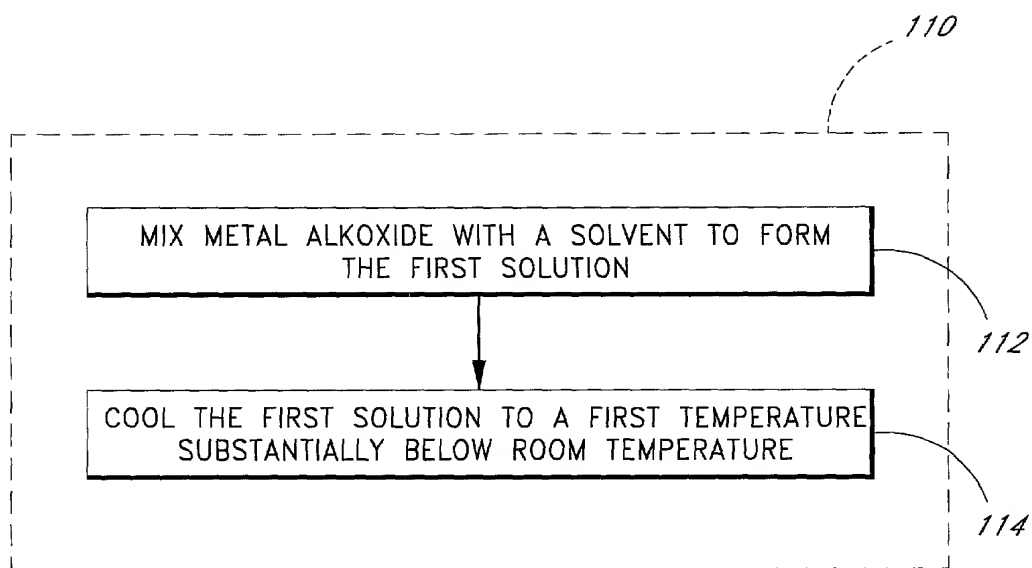 110
MIX METAL ALKOXIDE WITH A SOLVENT TO FORM
THE FIRST SOLUTION
112
COOL THE FIRST SOLUTION TO A FIRST TEMPERATURE
SUBSTANTIALLY BELOW ROOM TEMPERATURE
114